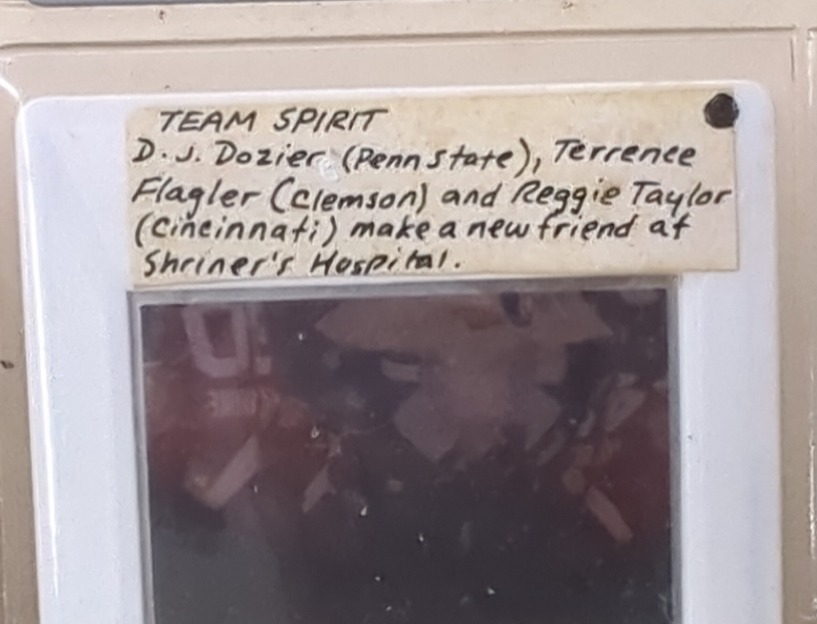 TEAM SPIRIT
D.J. Dozier (Penn State), Terrence
Flagler (Clemson) and Reggie Taylor
(Cincinnati) make a new friend at
Shriner's Hospital.